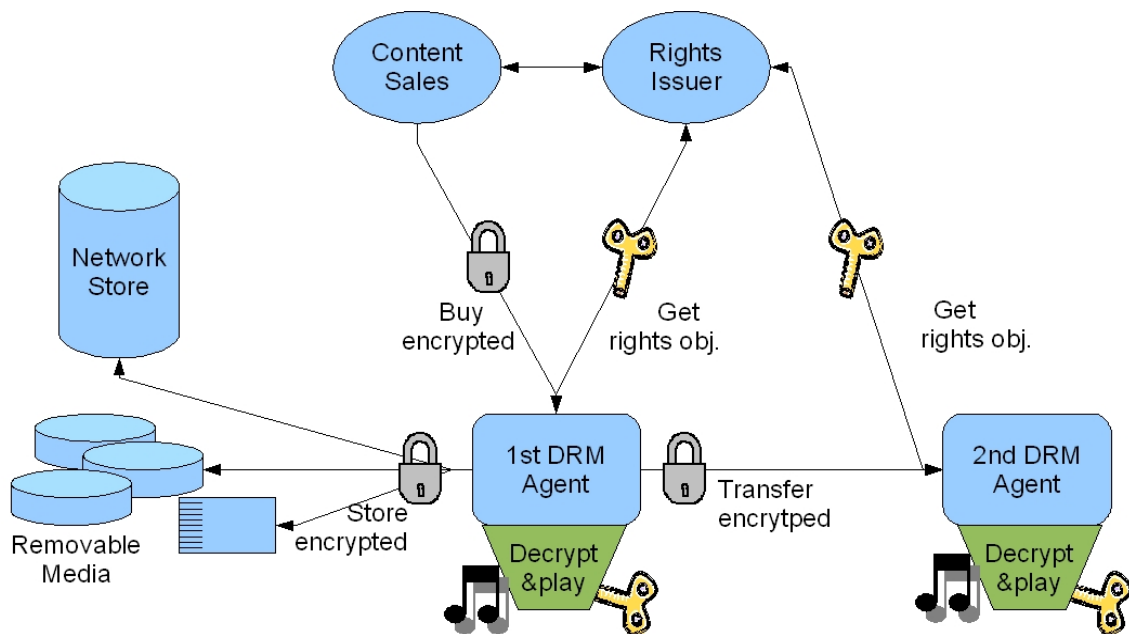 Content
Sales
Rights
Issuer
Network
Store
Buy
encrypted
Get
rights obj.
Get
rights obj.
1st DRM
Agent
2nd DRM
Agent
Store
encrypted
Transfer
encrytped
Removable
Media
Decrypt
&play
Decrypt
&play